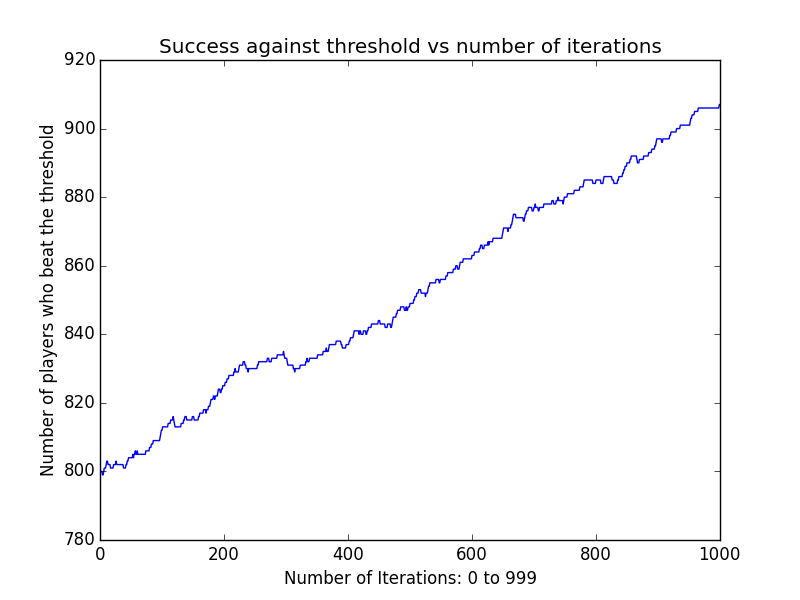 Success against threshold vs number of iterations
Number of players who beat the threshold
920
900
880
860
840
820
800
780
0 200 400 600 800 1000
Number of Iterations: 0 to 999